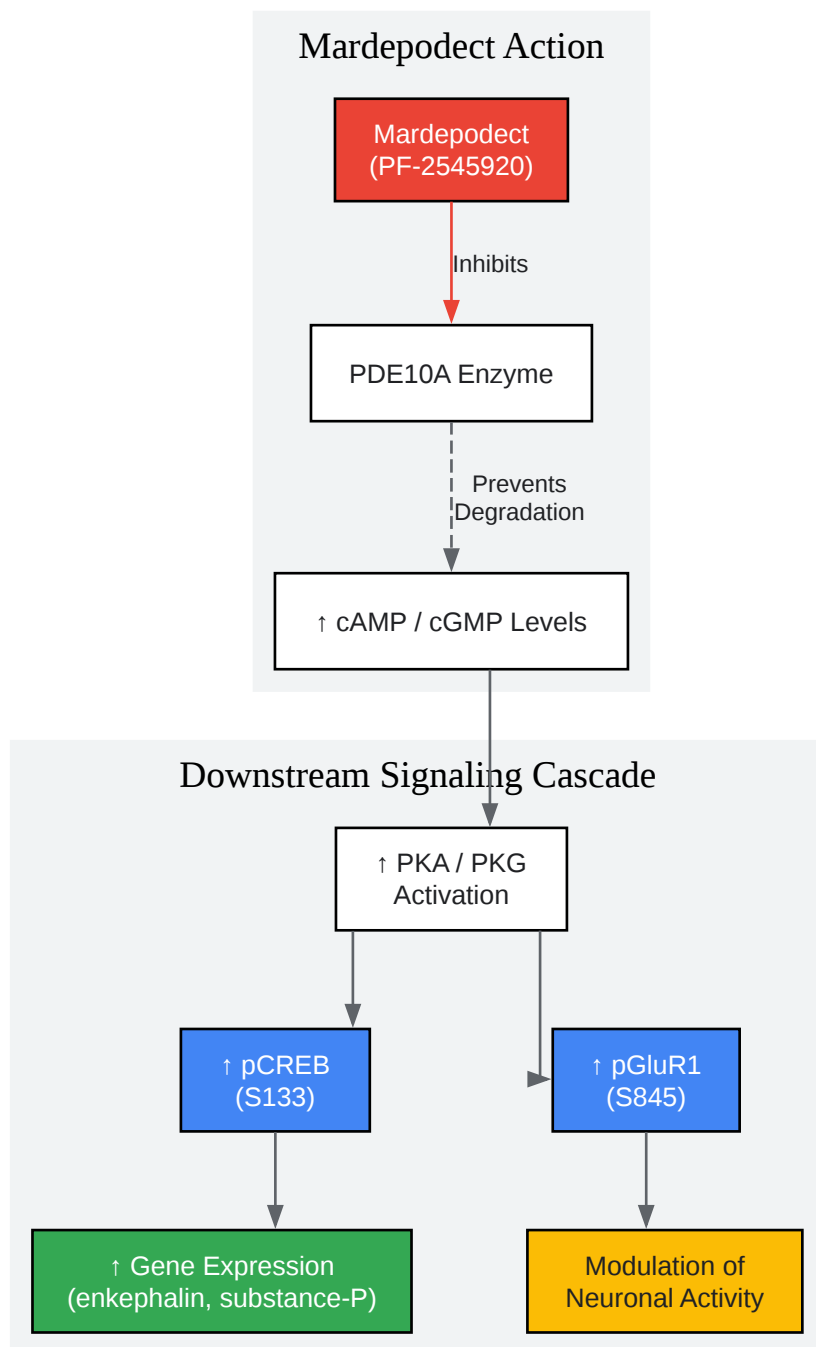 Mardepodect Action
Mardepodect
(PF-2545920)
Inhibits
PDE10A Enzyme
Prevents
Degradation
↑ cAMP / cGMP Levels
Downstream Signaling Cascade
↑ PKA / PKG
Activation
↑ pCREB
(S133)
↑ pGluR1
(S845)
↑ Gene Expression
(enkephalin, substance-P)
Modulation of
Neuronal Activity